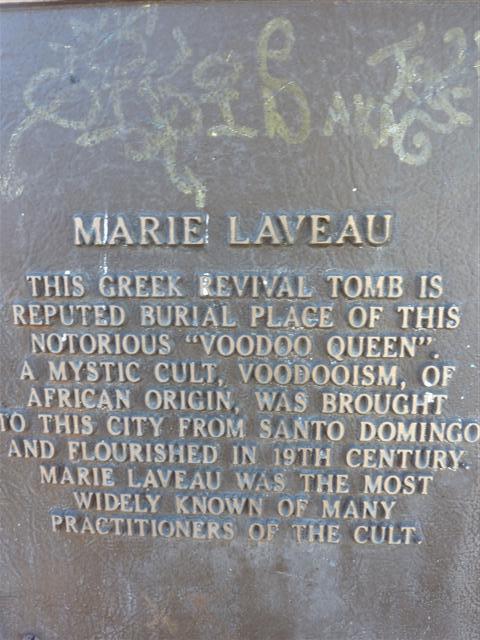 MARIE LAVEAU
THIS GREEK REVIVAL TOMB IS
REPUTED BURIAL PLACE OF THIS
NOTORIOUS "VOODOO QUEEN".
A MYSTIC CULT, VOODOOISM, OF
AFRICAN ORIGIN, WAS BROUGHT
TO THIS CITY FROM SANTO DOMINGO
AND FLOURISHED IN 19TH CENTURY.
MARIE LAVEAU WAS THE MOST
WIDELY KNOWN OF MANY
PRACTITIONERS OF THE CULT.